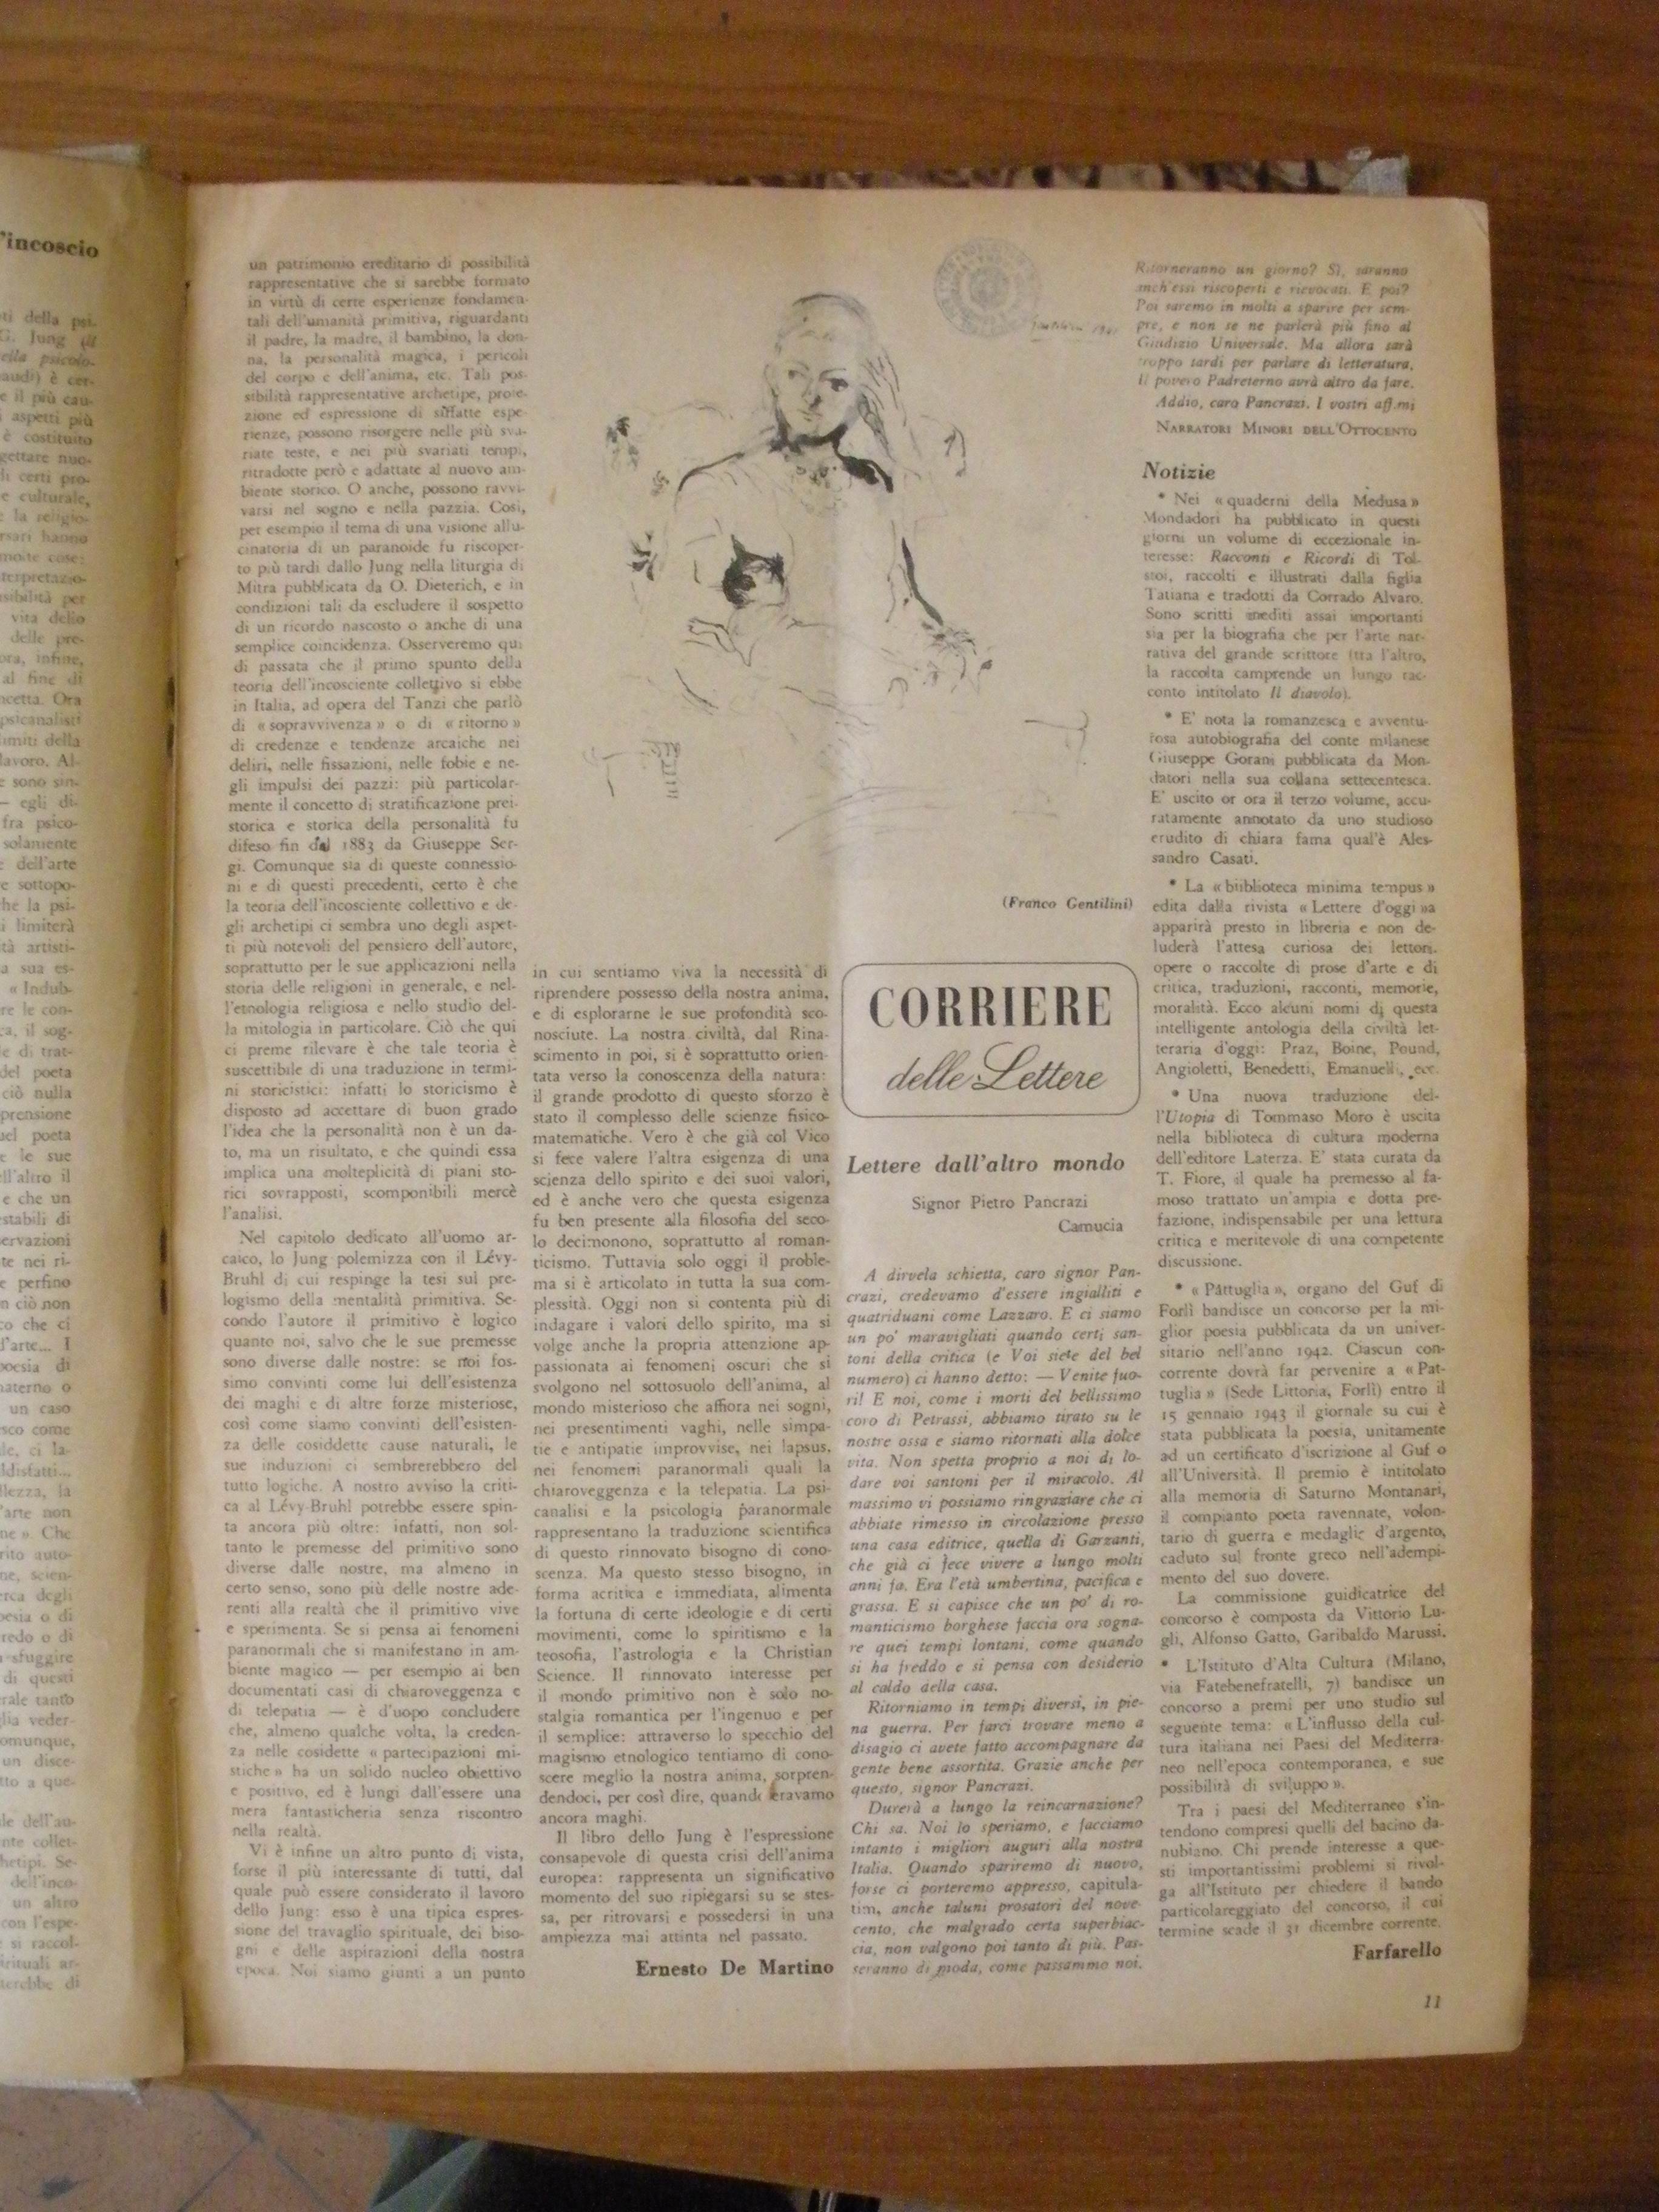 'incoscio
un patrimonio ereditario di possibilità
rappresentative che si sarebbe formato
in virtù di certe esperienze fondamen-
tali dell'umanità primitiva, riguardanti
il padre, la madre, il bambino, la don-
na, la personalità magica, i pericoli
del corpo e dell'anima, etc. Tali pos-
sibilità rappresentative archetipe, proie-
zione ed espressione di siffatte espe
rienze, possono risorgere nelle più sva-
riate teste, e nei più svariati tempi,
ritradotte però e adattate al nuovo am-
biente storico. O anche, possono ravvi-
varsi nel sogno e nella pazzia. Così,
per esempio il tema di una visione allu-
cinatoria di un paranoide fu riscoper-
to più tardi dallo Jung nella liturgia di
Mitra pubblicata da O. Dieterich, e in
condizioni tali da escludere il sospetto
di un ricordo nascosto o anche di una
semplice coincidenza. Osserveremo qui
di passata che il primo spunto della
teoria dell'incosciente collettivo si ebbe
in Italia, ad opera del Tanzi che parlò
di « sopravvivenza » o di « ritorno »
di credenze e tendenze arcaiche nei
deliri, nelle fissazioni, nelle fobie e ne-
gli impulsi dei pazzi: più particolar-
mente il concetto di stratificazione prei-
storica e storica della personalità fu
difeso fin dal 1883 da Giuseppe Ser-
gi. Comunque sia di queste connessio-
ni e di questi precedenti, certo è che
la teoria dell'incosciente collettivo e de-
gli archetipi ci sembra uno degli aspet-
ti più notevoli del pensiero dell'autore,
soprattutto per le sue applicazioni nella
storia delle religioni in generale, e nel-
l'etnologia religiosa e nello studio del-
la mitologia in particolare. Ciò che qui
ci preme rilevare è che tale teoria è
suscettibile di una traduzione in termi-
ni storicistici: infatti lo storicismo è
disposto ad accettare di buon grado
l'idea che la personalità non è un da-
to, ma un risultato, e che quindi essa
implica una molteplicità di piani sto-
rici sovrapposti, scomponibili mercè
l'analisi.
Nel capitolo dedicato all'uomo ar-
caico, lo Jung polemizza con il Lévy-
Bruhl di cui respinge la tesi sul pre-
logismo della mentalità primitiva. Se-
condo l'autore il primitivo è logico
quanto noi, salvo che le sue premesse
sono diverse dalle nostre: se noi fos-
simo convinti come lui dell'esistenza
dei maghi e di altre forze misteriose,
così come siamo convinti dell'esisten-
za delle cosiddette cause naturali, le
sue induzioni ci sembrerebbero del
tutto logiche. A nostro avviso la criti-
ca al Lévy-Bruhl potrebbe essere spin-
ta ancora più oltre: infatti, non sol-
tanto le premesse del primitivo sono
diverse dalle nostre, ma almeno in
certo senso, sono più delle nostre ade-
renti alla realtà che il primitivo vive
e sperimenta. Se si pensa ai fenomeni
paranormali che si manifestano in am-
biente magico — per esempio ai ben
documentati casi di chiaroveggenza e
di telepatia — è d'uopo concludere
che, almeno qualche volta, la creden-
za nelle cosidette « partecipazioni mi-
stiche » ha un solido nucleo obiettivo
e positivo, ed è lungi dall'essere una
mera fantasticheria senza riscontro
nella realtà.
Vi è infine un altro punto di vista,
forse il più interessante di tutti, dal
quale può essere considerato il lavoro
dello Jung: esso è una tipica espres-
sione del travaglio spirituale, dei biso-
gni e delle aspirazioni della nostra
epoca. Noi siamo giunti a un punto
(Franco Gentilini)
in cui sentiamo viva la necessità di
riprendere possesso della nostra anima,
e di esplorarne le sue profondità sco-
nosciute. La nostra civiltà, dal Rina-
scimento in poi, si è soprattutto orien-
tata verso la conoscenza della natura:
il grande prodotto di questo sforzo è
stato il complesso delle scienze fisico-
matematiche. Vero è che già col Vico
si fece valere l'altra esigenza di una
scienza dello spirito e dei suoi valori,
ed è anche vero che questa esigenza
fu ben presente alla filosofia del seco-
lo decimonono, soprattutto al roman-
ticismo. Tuttavia solo oggi il proble-
ma si è articolato in tutta la sua com-
plessità. Oggi non si contenta più di
indagare i valori dello spirito, ma si
volge anche la propria attenzione ap-
passionata ai fenomeni oscuri che si
svolgono nel sottosuolo dell'anima, al
mondo misterioso che affiora nei sogni,
nei presentimenti vaghi, nelle simpa-
tie e antipatie improvvise, nei lapsus,
nei fenomeni paranormali quali la
chiaroveggenza e la telepatia. La psi-
canalisi e la psicologia paranormale
rappresentano la traduzione scientifica
di questo rinnovato bisogno di cono-
scenza. Ma questo stesso bisogno, in
forma acritica e immediata, alimenta
la fortuna di certe ideologie e di certi
movimenti, come lo spiritismo e la
teosofia, l'astrologia e la Christian
Science. Il rinnovato interesse per
il mondo primitivo non è solo no-
stalgia romantica per l'ingenuo e per
il semplice: attraverso lo specchio del
magismo etnologico tentiamo di cono-
scere meglio la nostra anima, sorpren-
dendoci, per così dire, quando eravamo
ancora maghi.
Il libro dello Jung è l'espressione
consapevole di questa crisi dell'anima
europea: rappresenta un significativo
momento del suo ripiegarsi su se stes-
sa, per ritrovarsi e possedersi in una
ampiezza mai attinta nel passato.
Ernesto De Martino
CORRIERE
delle Lettere
Lettere dall'altro mondo
Signor Pietro Pancrazi
Camucia
A dirvela schietta, caro signor Pan-
crazi, credevamo d'essere ingialliti e
quatriduani come Lazzaro. E ci siamo
un po' maravigliati quando certi san-
toni della critica (e Voi siete del bel
numero) ci hanno detto: — Venite fuo-
ri! E noi, come i morti del bellissimo
coro di Petrassi, abbiamo tirato su le
nostre ossa e siamo ritornati alla dolce
vita. Non spetta proprio a noi di lo-
dare voi santoni per il miracolo. Al
massimo vi possiamo ringraziare che ci
abbiate rimesso in circolazione presso
una casa editrice, quella di Garzanti,
che già ci fece vivere a lungo molti
anni fa. Era l'età umbertina, pacifica e
grassa. E si capisce che un po' di ro-
manticismo borghese faccia ora sogna-
re quei tempi lontani, come quando
si ha freddo e si pensa con desiderio
al caldo della casa.
Ritorniamo in tempi diversi, in pie-
na guerra. Per farci trovare meno a
disagio ci avete fatto accompagnare da
gente bene assortita. Grazie anche per
questo, signor Pancrazi.
Durerà a lungo la reincarnazione?
Chi sa. Noi lo speriamo, e facciamo
intanto i migliori auguri alla nostra
Italia. Quando spariremo di nuovo,
forse ci porteremo appresso, capitula-
tim, anche taluni prosatori del nove-
cento, che malgrado certa superbiac-
cia, non valgono poi tanto di più. Pas-
seranno di moda, come passammo noi.
Ritorneranno un giorno? Sì, saranno
anch'essi riscoperti e rievocati. E poi?
Poi saremo in molti a sparire per sem-
pre, e non se ne parlerà più fino al
Giudizio Universale. Ma allora sarà
troppo tardi per parlare di letteratura.
Il povero Padreterno avrà altro da fare.
Addio, caro Pancrazi. I vostri aff.mi
NARRATORI MINORI DELL'OTTOCENTO
Notizie
* Nei « quaderni della Medusa »
Mondadori ha pubblicato in questi
giorni un volume di eccezionale in-
teresse: Racconti e Ricordi di Tol-
stoi, raccolti e illustrati dalla figlia
Tatiana e tradotti da Corrado Alvaro.
Sono scritti inediti assai importanti
sia per la biografia che per l'arte nar-
rativa del grande scrittore (tra l'altro,
la raccolta camprende un lungo rac-
conto intitolato Il diavolo).
* E' nota la romanzesca e avventu-
rosa autobiografia del conte milanese
Giuseppe Gorani pubblicata da Mon-
datori nella sua collana settecentesca.
E' uscito or ora il terzo volume, accu-
ratamente annotato da uno studioso
erudito di chiara fama qual'è Ales-
sandro Casati.
* La « biiblioteca minima tempus »
edita dalla rivista « Lettere d'oggi »a
apparirà presto in libreria e non de-
luderà l'attesa curiosa dei lettori.
opere o raccolte di prose d'arte e di
critica, traduzioni, racconti, memorie,
moralità. Ecco alcuni nomi di questa
intelligente antologia della civiltà let-
teraria d'oggi: Praz, Boine, Pound,
Angioletti, Benedetti, Emanuelli, ecc.
* Una nuova traduzione del-
l'Utopia di Tommaso Moro è uscita
nella biblioteca di cultura moderna
dell'editore Laterza. E' stata curata da
T. Fiore, il quale ha premesso al fa-
moso trattato un'ampia e dotta pre-
fazione, indispensabile per una lettura
critica e meritevole di una competente
discussione.
* « Pattuglia », organo del Guf di
Forlì bandisce un concorso per la mi-
glior poesia pubblicata da un univer-
sitario nell'anno 1942. Ciascun con-
corrente dovrà far pervenire a « Pat-
tuglia » (Sede Littoria, Forlì) entro il
15 gennaio 1943 il giornale su cui è
stata pubblicata la poesia, unitamente
ad un certificato d'iscrizione al Guf o
all'Università. Il premio è intitolato
alla memoria di Saturno Montanari,
il compianto poeta ravennate, volon-
tario di guerra e medaglie d'argento,
caduto sul fronte greco nell'adempi-
mento del suo dovere.
La commissione guidicatrice del
concorso è composta da Vittorio Lu-
gli, Alfonso Gatto, Garibaldo Marussi.
* L'Istituto d'Alta Cultura (Milano,
via Fatebenefratelli, 7) bandisce un
concorso a premi per uno studio sul
seguente tema: « L'influsso della cul-
tura italiana nei Paesi del Mediterra-
neo nell'epoca contemporanea, e sue
possibilità di sviluppo ».
Tra i paesi del Mediterraneo s'in-
tendono compresi quelli del bacino da-
nubiano. Chi prende interesse a que-
sti importantissimi problemi si rivol-
ga all'Istituto per chiedere il bando
particolareggiato del concorso, il cui
termine scade il 31 dicembre corrente.
Farfarello
11